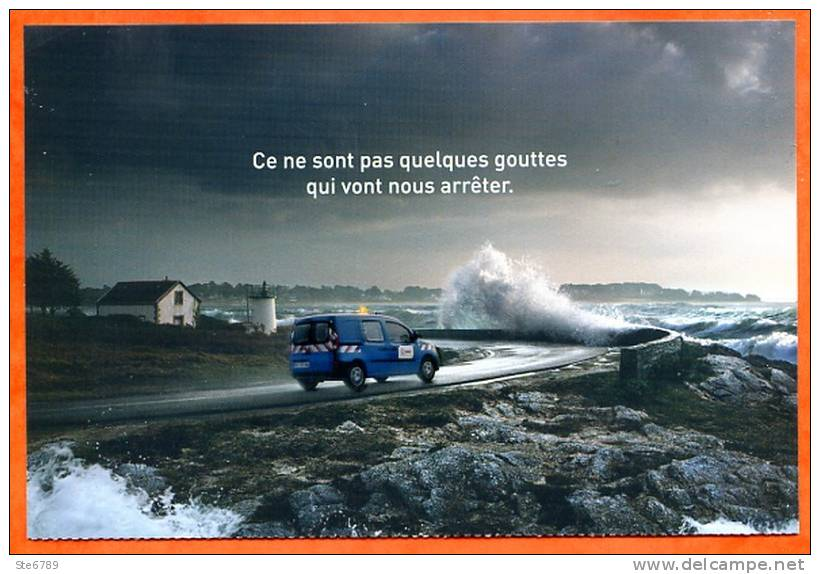 Ce ne sont pas quelques gouttes
qui vont nous arrêter.
Ste6789
www.delcampe.net